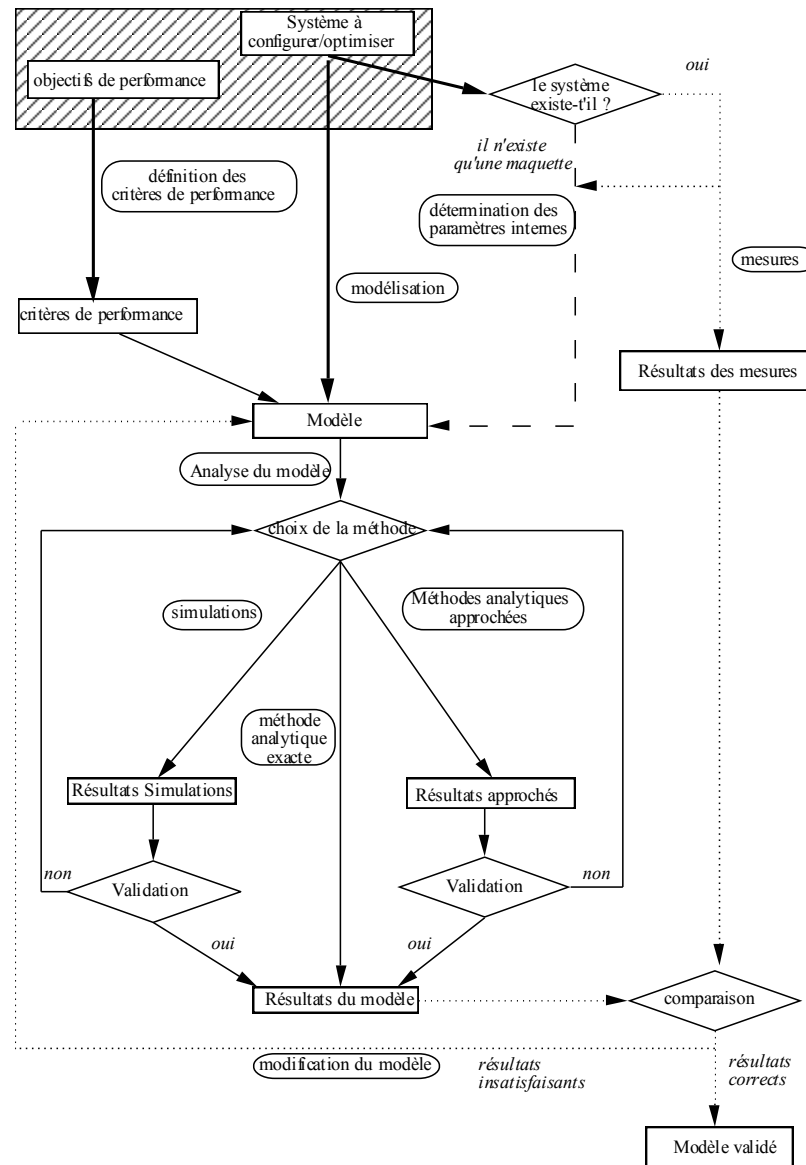 Système à
configurer/optimiser
objectifs de performance
le système
existe-t'il ?
oui
il n'existe
qu'une maquette
définition des
critères de performance
détermination des
paramètres internes
mesures
modélisation
critères de performance
Résultats des mesures
Modèle
Analyse du modèle
choix de la méthode
simulations
Méthodes analytiques
approchées
méthode
analytique
exacte
Résultats Simulations
Résultats approchés
non
Validation
Validation
non
oui
oui
Résultats du modèle
comparaison
modification du modèle
résultats
insatisfaisants
résultats
corrects
Modèle validé